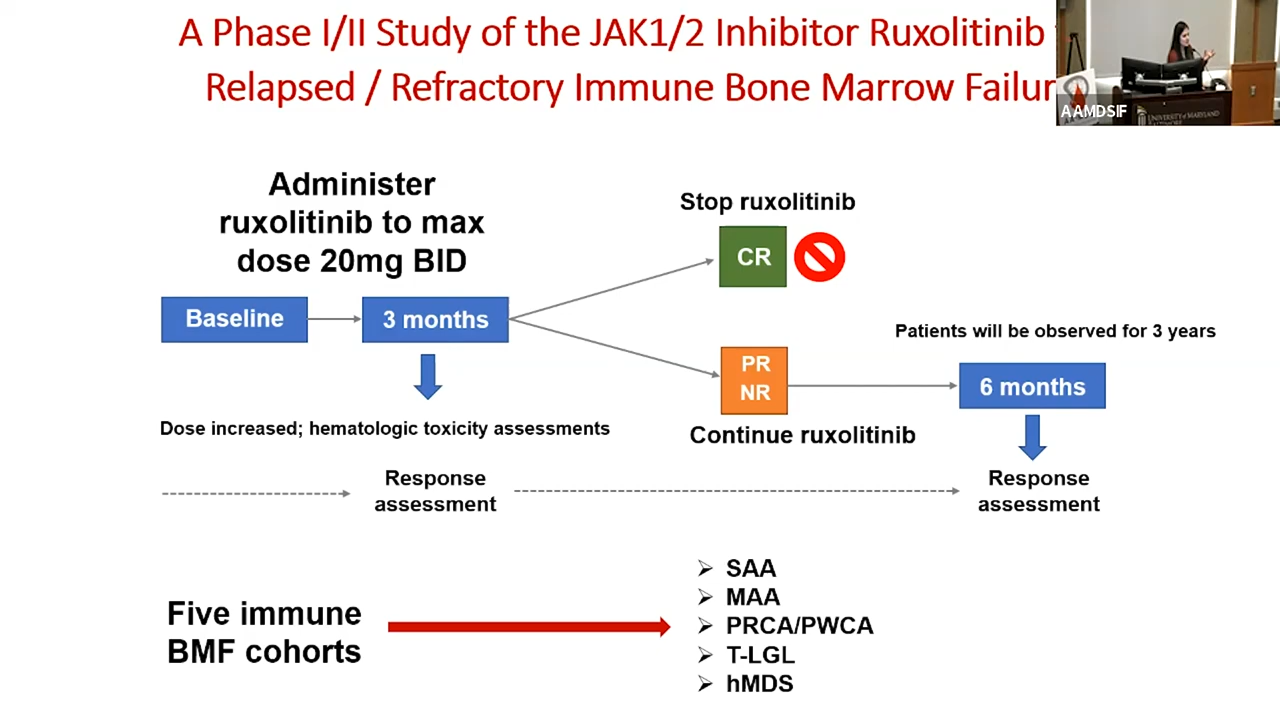 A Phase I/II Study of the JAK1/2 Inhibitor Ruxolitinib
Relapsed / Refractory Immune Bone Marrow Failur
AAMDSIF
UNIVERSITY OF MARYLAND
Administer
ruxolitinib to max
dose 20mg BID
Stop ruxolitinib
CR
Baseline
3 months
Patients will be observed for 3 years
PR
NR
6 months
Dose increased; hematologic toxicity assessments
Continue ruxolitinib
Response
assessment
Response
assessment
Five immune
BMF cohorts
SAA
MAA
PRCA/PWCA
T-LGL
hMDS